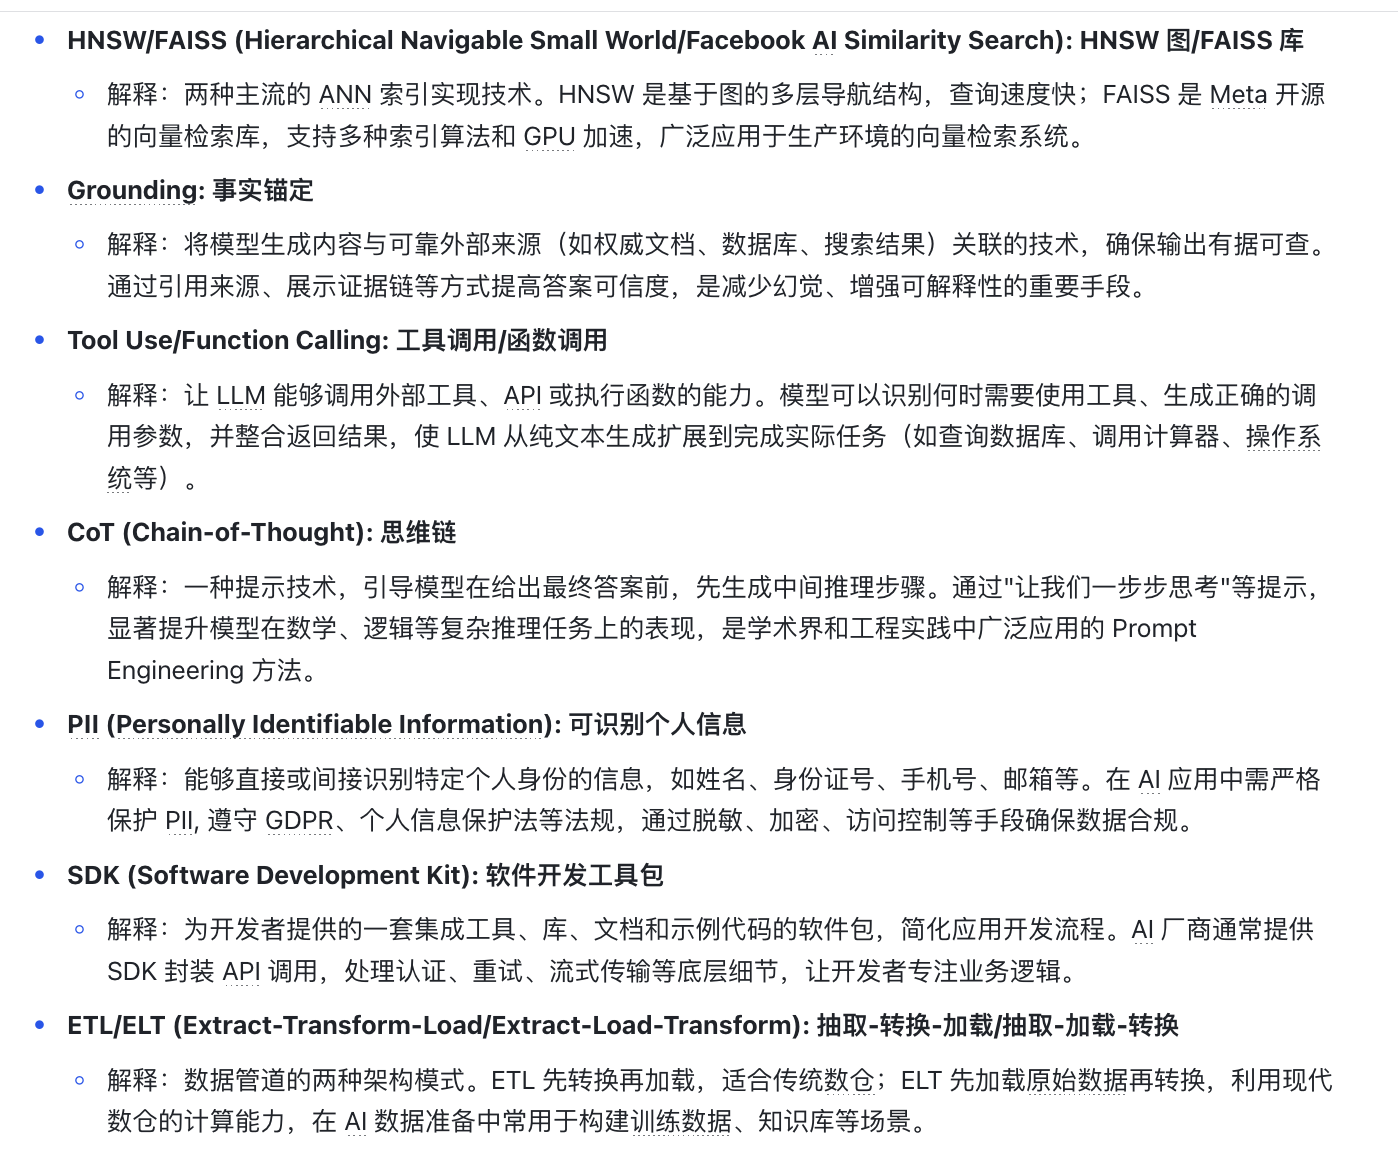 HNSW/FAISS (Hierarchical Navigable Small World/Facebook AI Similarity Search): HNSW 图/FAISS 库
解释：两种主流的 ANN 索引实现技术。HNSW 是基于图的多层导航结构，查询速度快；FAISS 是 Meta 开源
的向量检索库，支持多种索引算法和 GPU 加速，广泛应用于生产环境的向量检索系统。
Grounding: 事实锚定
解释：将模型生成内容与可靠外部来源（如权威文档、数据库、搜索结果）关联的技术，确保输出有据可查。
通过引用来源、展示证据链等方式提高答案可信度，是减少幻觉、增强可解释性的重要手段。
Tool Use/Function Calling: 工具调用/函数调用
解释：让 LLM 能够调用外部工具、API 或执行函数的能力。模型可以识别何时需要使用工具、生成正确的调
用参数，并整合返回结果，使 LLM 从纯文本生成扩展到完成实际任务（如查询数据库、调用计算器、操作系
统等）。
CoT (Chain-of-Thought): 思维链
解释：一种提示技术，引导模型在给出最终答案前，先生成中间推理步骤。通过"让我们一步步思考"等提示，
显著提升模型在数学、逻辑等复杂推理任务上的表现，是学术界和工程实践中广泛应用的 Prompt
Engineering 方法。
PII (Personally Identifiable Information): 可识别个人信息
解释：能够直接或间接识别特定个人身份的信息，如姓名、身份证号、手机号、邮箱等。在 AI 应用中需严格
保护 PII, 遵守 GDPR、个人信息保护法等法规，通过脱敏、加密、访问控制等手段确保数据合规。
SDK (Software Development Kit): 软件开发工具包
解释：为开发者提供的一套集成工具、库、文档和示例代码的软件包，简化应用开发流程。AI 厂商通常提供
SDK 封装 API 调用，处理认证、重试、流式传输等底层细节，让开发者专注业务逻辑。
ETL/ELT (Extract-Transform-Load/Extract-Load-Transform): 抽取-转换-加载/抽取-加载-转换
解释：数据管道的两种架构模式。ETL 先转换再加载，适合传统数仓；ELT 先加载原始数据再转换，利用现代
数仓的计算能力，在 AI 数据准备中常用于构建训练数据、知识库等场景。